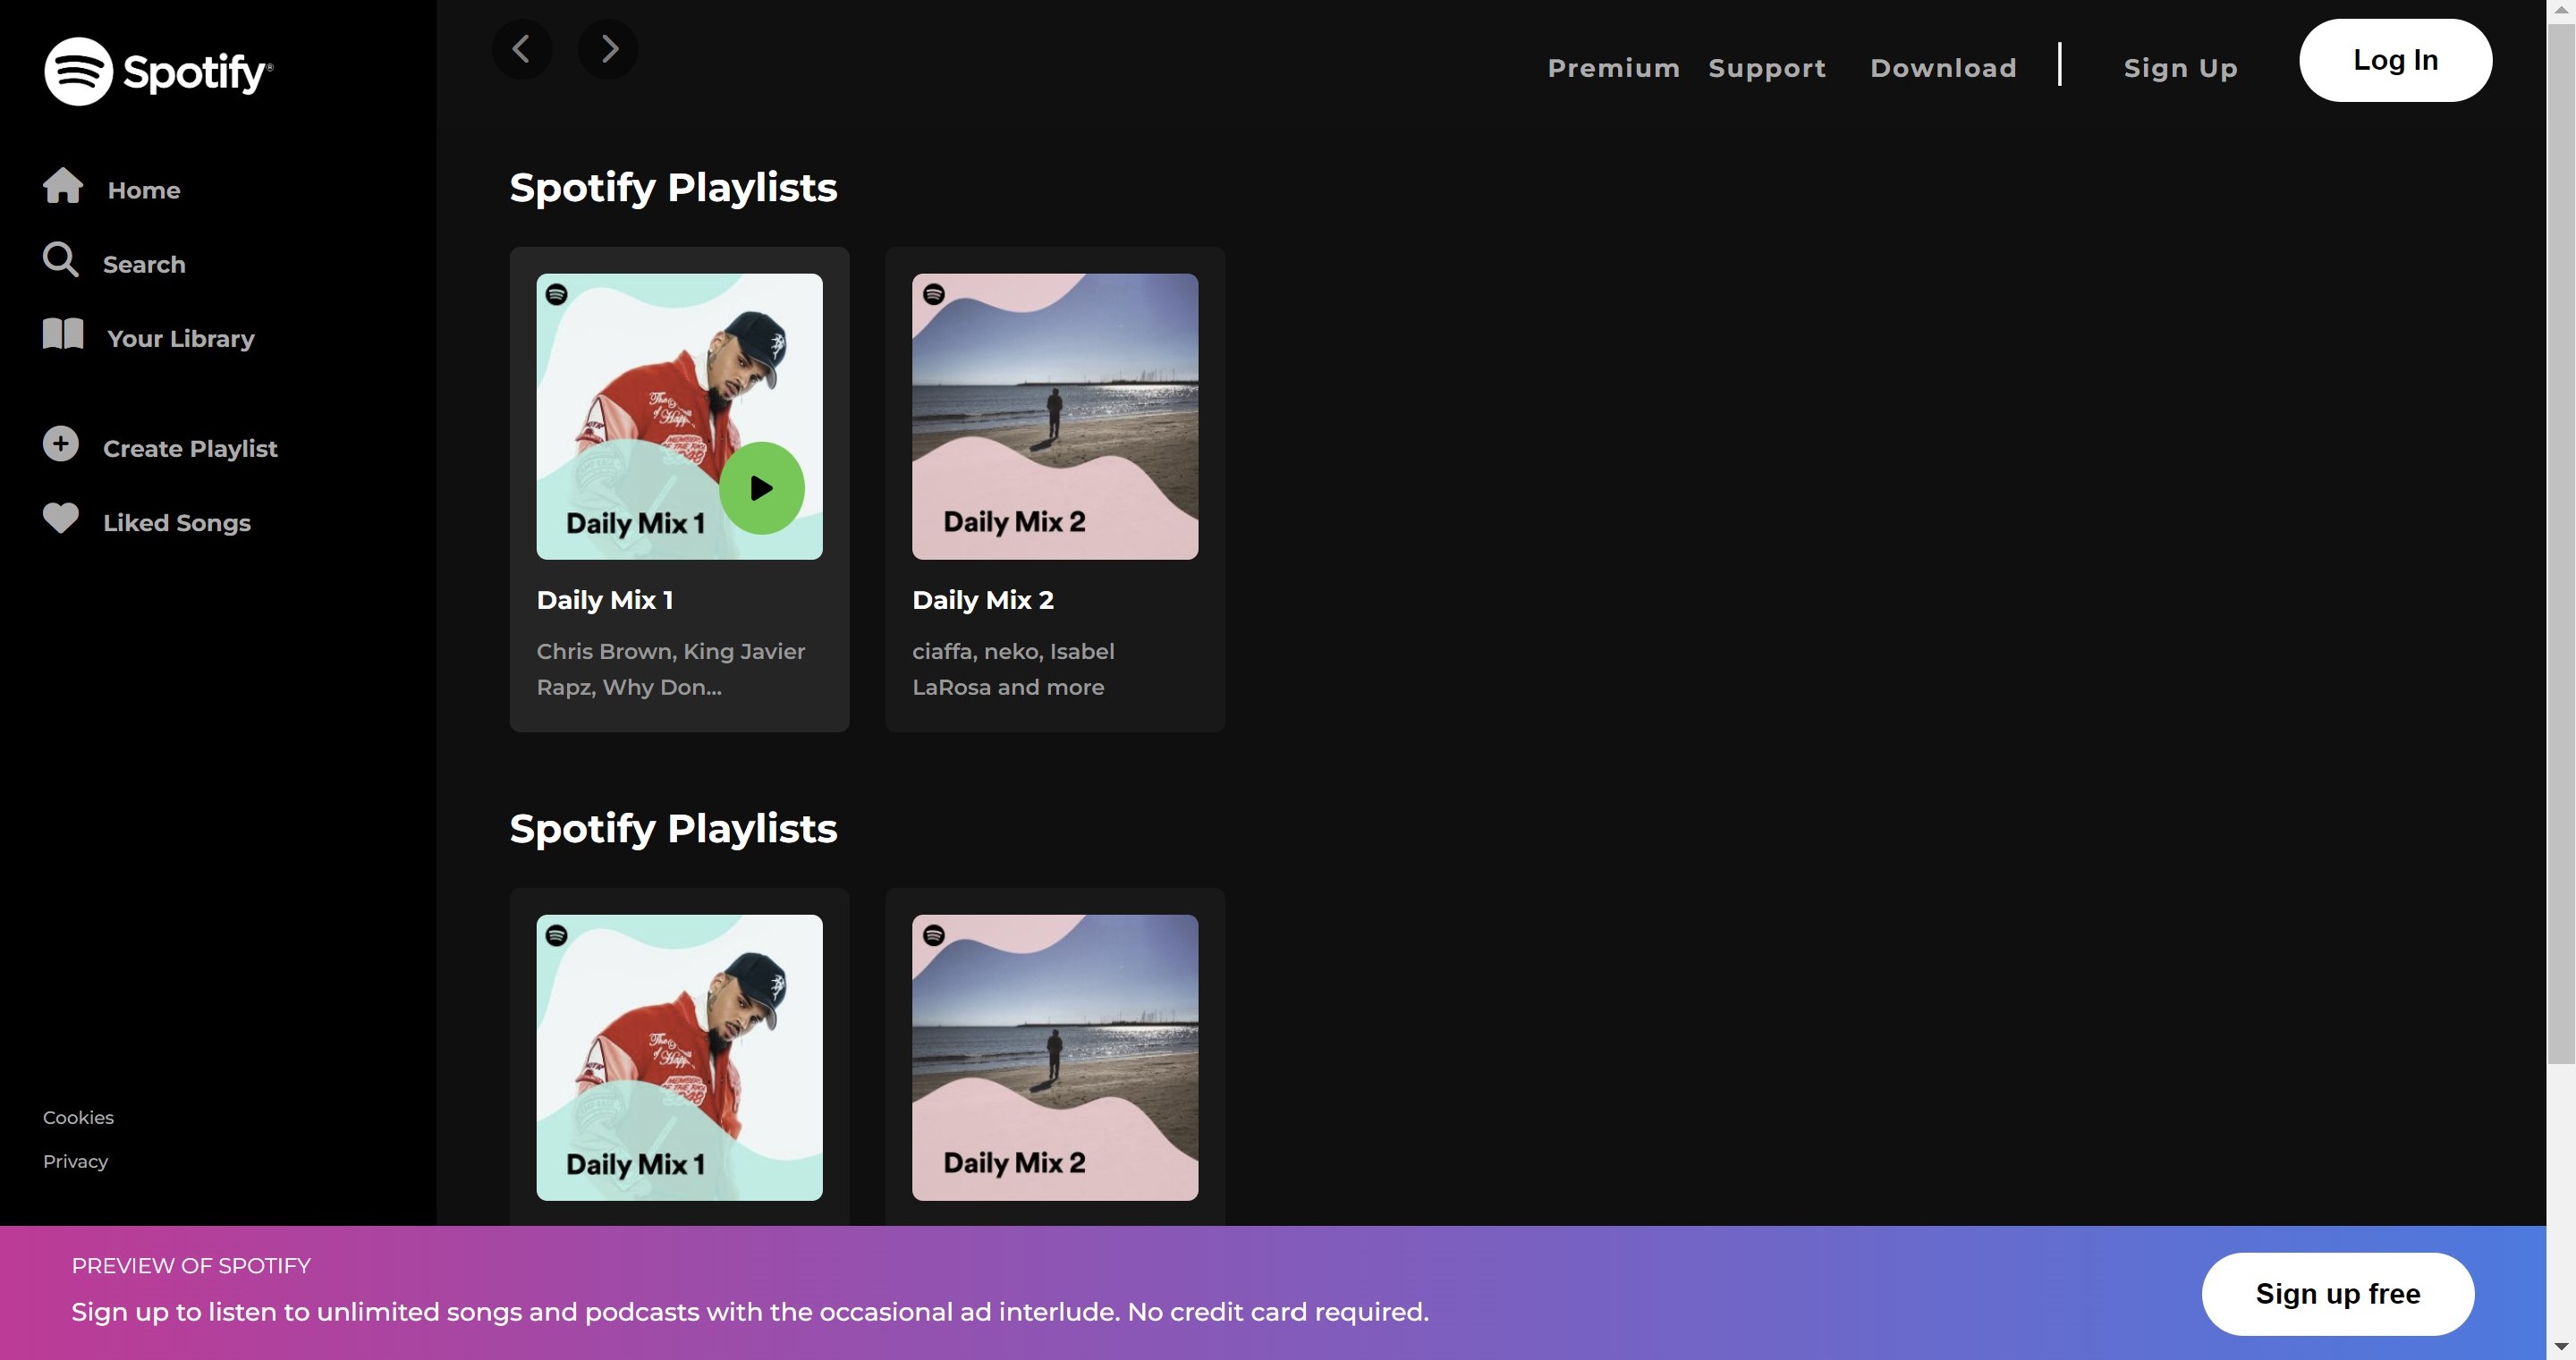 Spotify®
Home
Search
Your Library
Create Playlist
Liked Songs
Cookies
Privacy
Premium Support Download Sign Up Log In
Spotify Playlists
Daily Mix 1
Daily Mix 1
Chris Brown, King Javier
Rapz, Why Don...
Daily Mix 2
Daily Mix 2
ciaffa, neko, Isabel
LaRosa and more
Spotify Playlists
Daily Mix 1
Daily Mix 2
PREVIEW OF SPOTIFY
Sign up to listen to unlimited songs and podcasts with the occasional ad interlude. No credit card required.
Sign up free